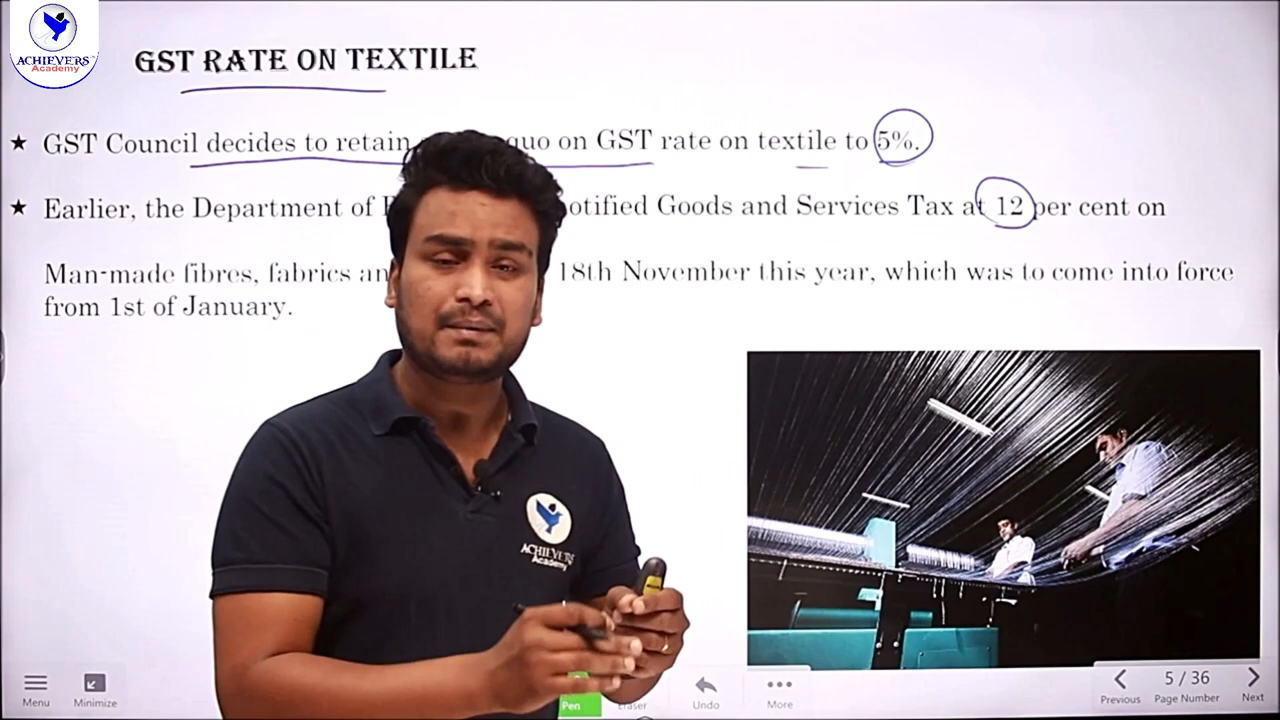 ACHIEVERS
Academy
GST RATE ON TEXTILE
★ GST Council decides to retain quo on GST rate on textile to 5%.
★ Earlier, the Department of Goods and Services Tax at 12 per cent on
Man-made fibres, fabrics 18th November this year, which was to come into force
from 1st of January.
ACHIEVERS
Academy
Menu
Minimize
Pen
Eraser
Undo
More
5 / 36
Previous
Page Number
Next